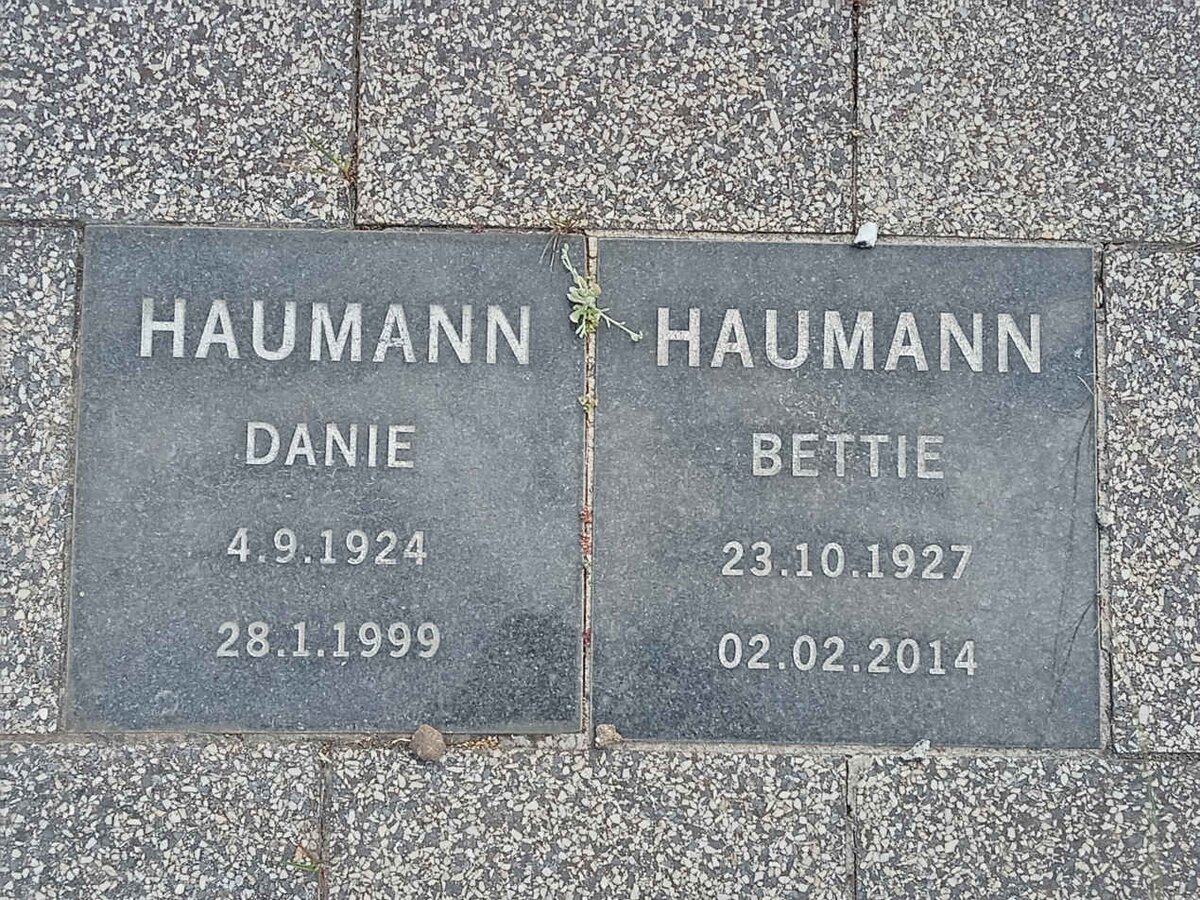 HAUMANN
DANIE
4.9.1924
28.1.1999
HAUMANN
BETTIE
23.10.1927
02.02.2014